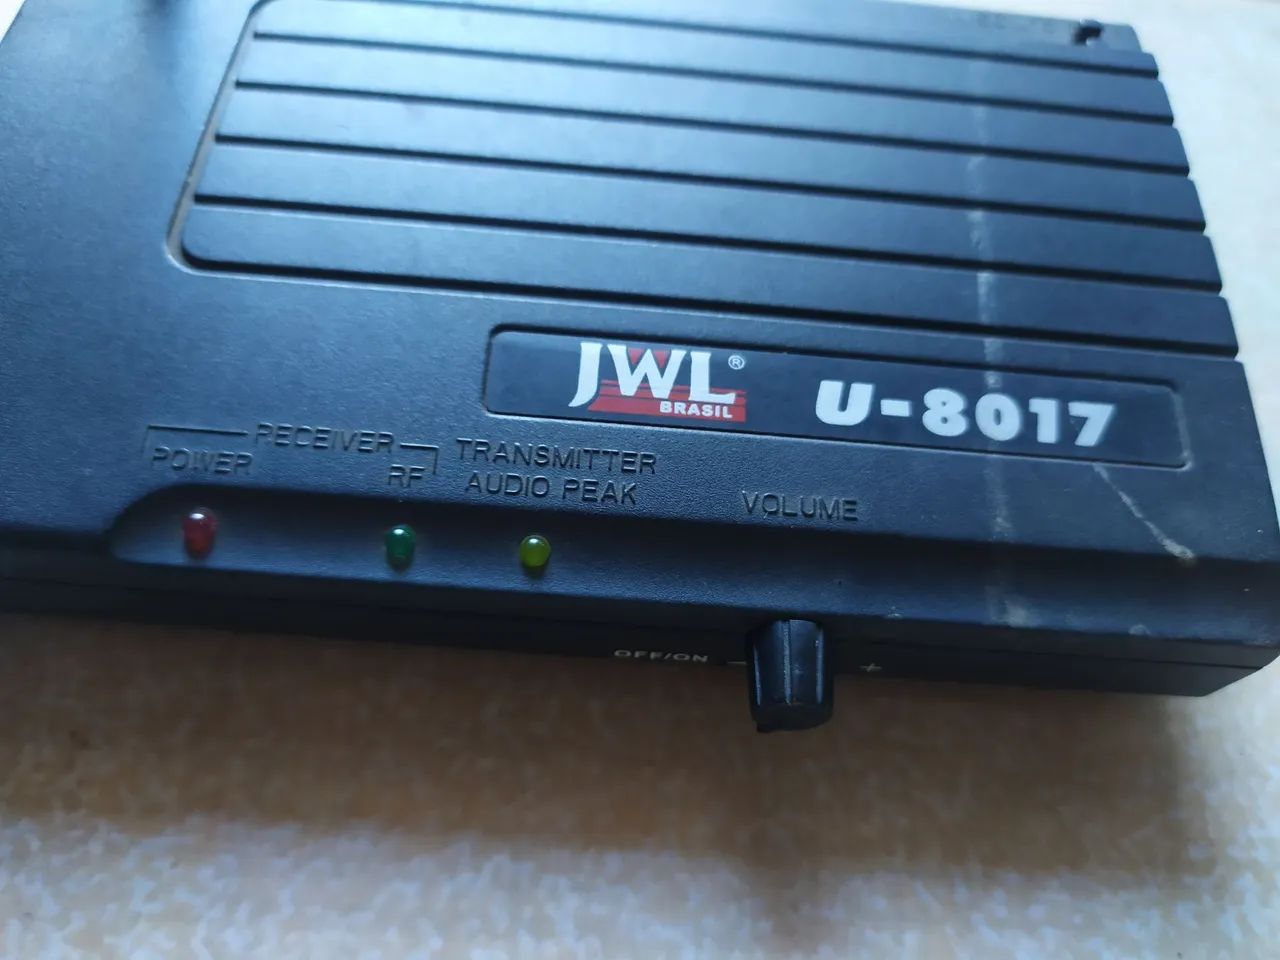 JWL®
BRASIL
U-8017
RECEIVER
POWER
RF
TRANSMITTER
AUDIO PEAK
VOLUME
OFF/ON - +